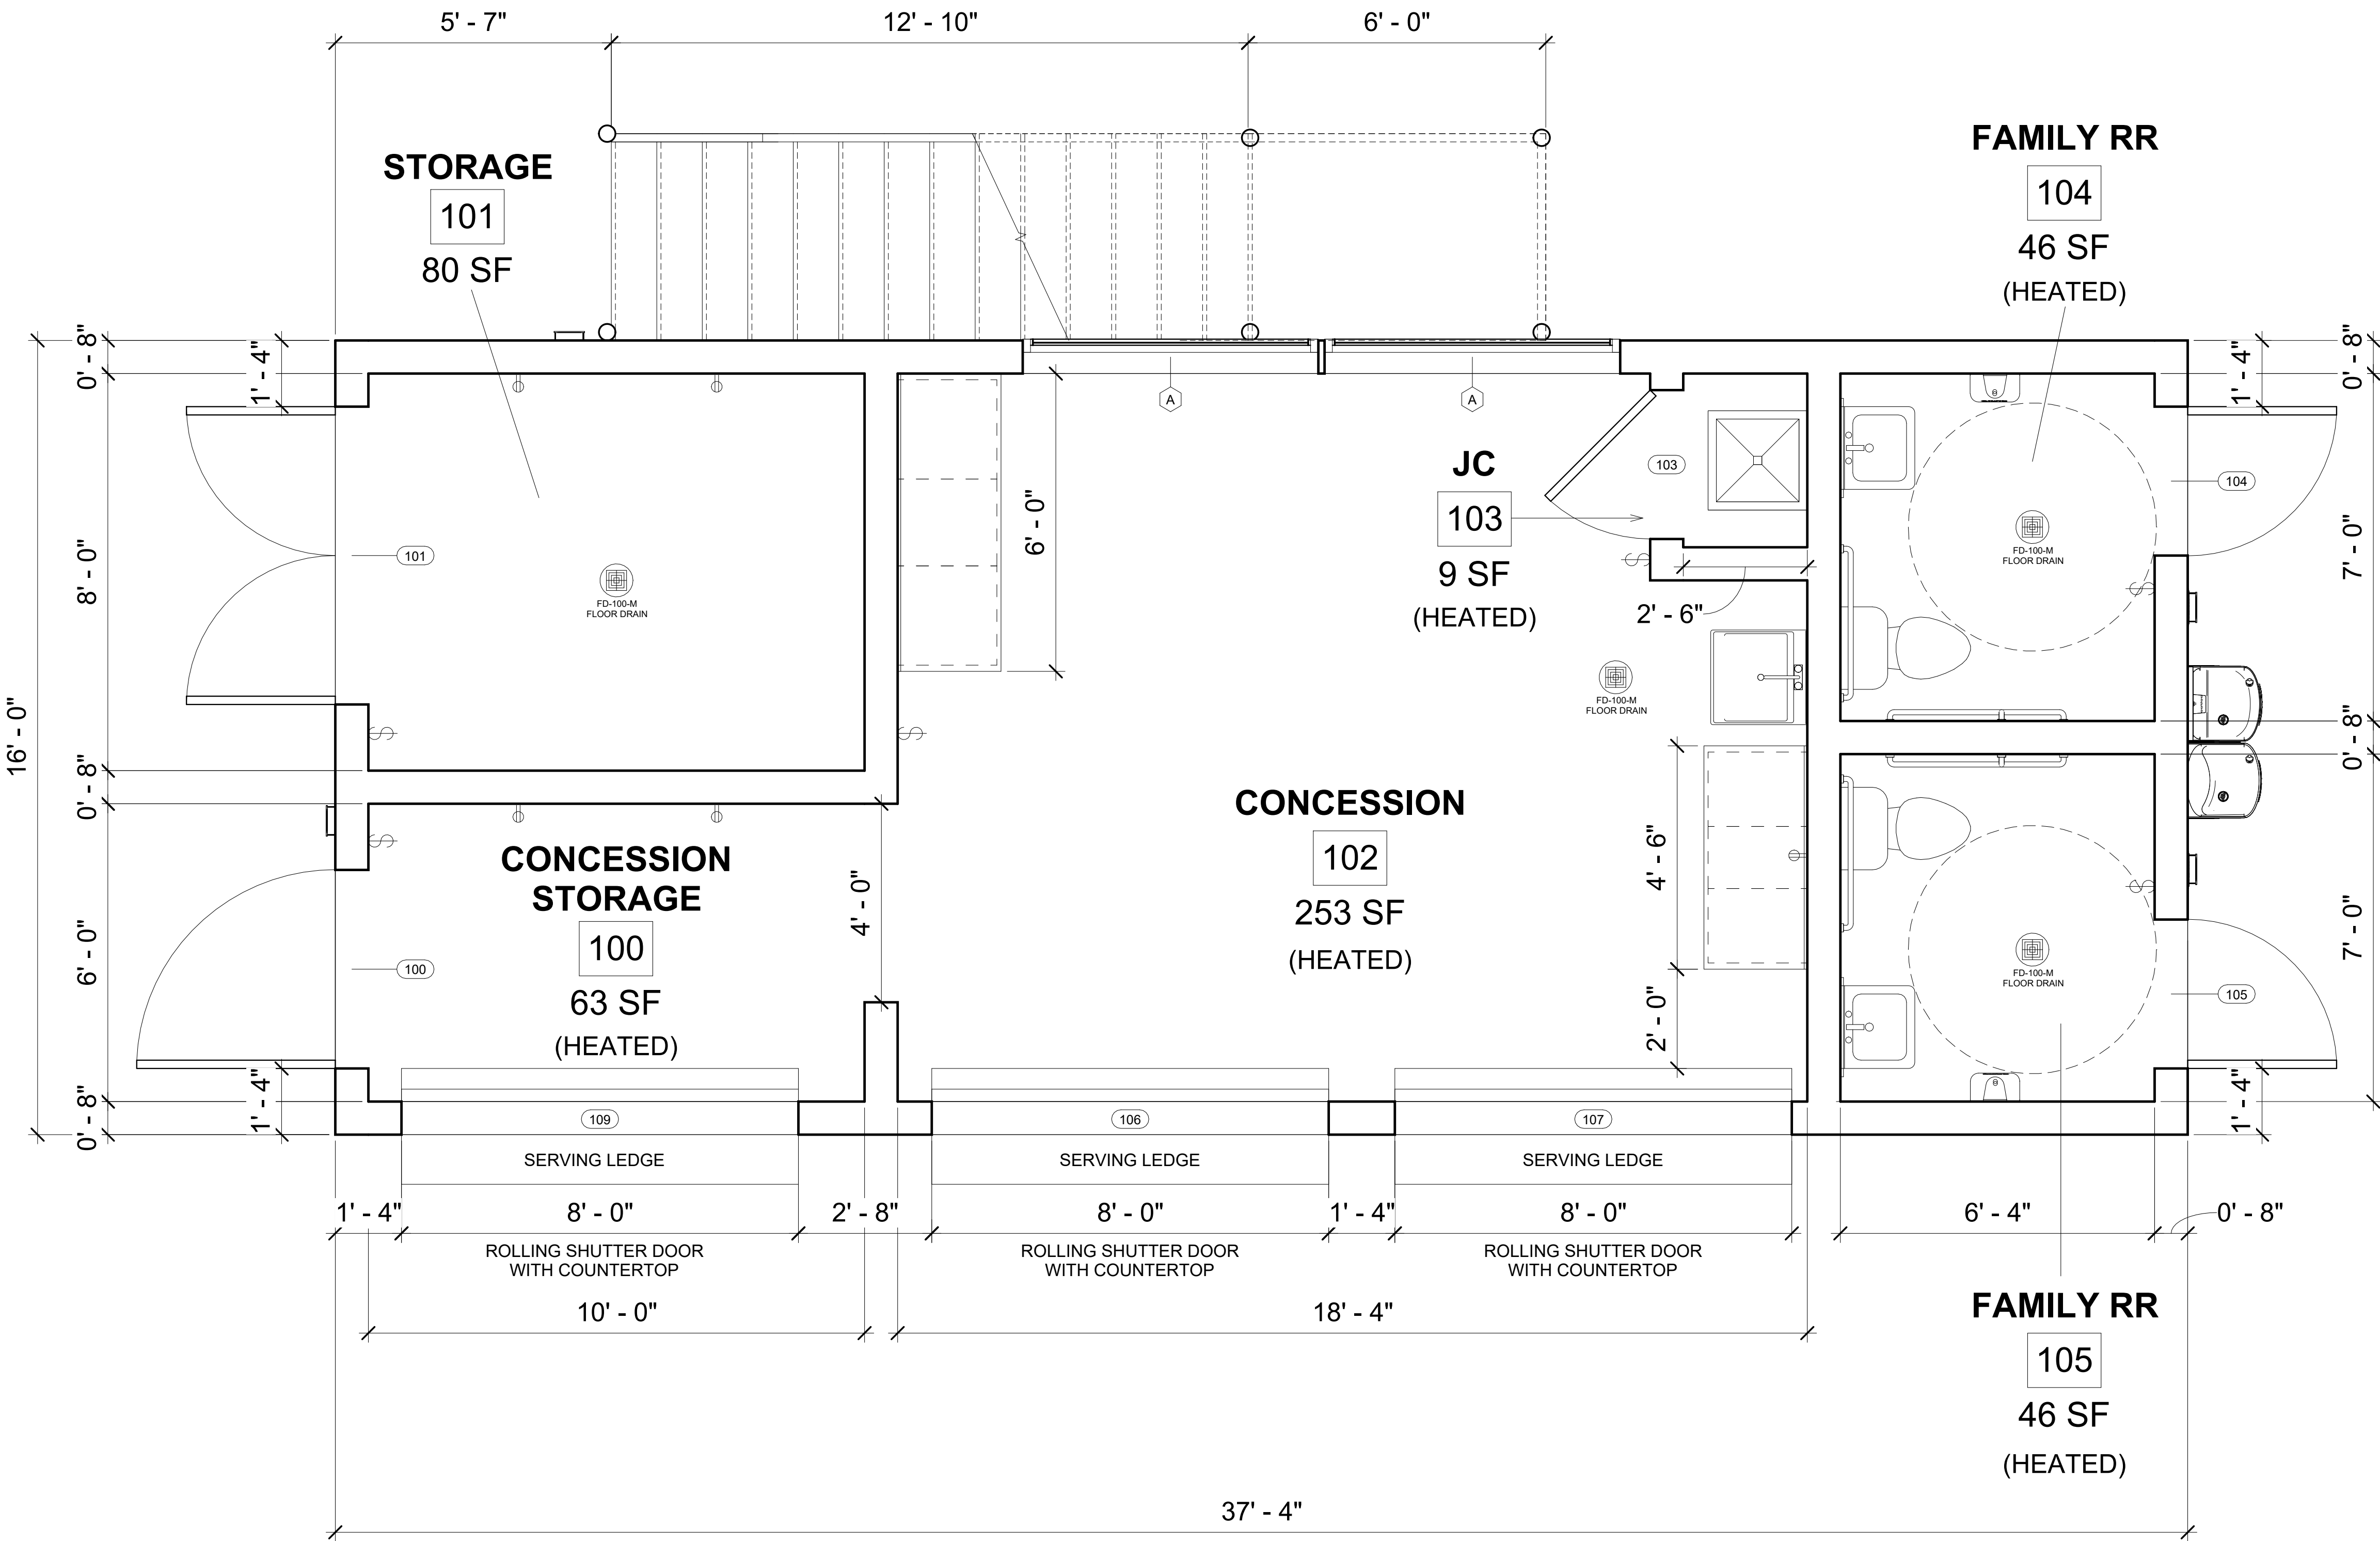 5' - 7"
12' - 10"
6' - 0"
STORAGE
101
80 SF
FAMILY RR
104
46 SF
(HEATED)
0' - 8"
1' - 4"
8' - 0"
0' - 8"
6' - 0"
1' - 4"
0' - 8"
16' - 0"
101
FD-100-M
FLOOR DRAIN
6' - 0"
A
A
JC
103
9 SF
(HEATED)
103
2' - 6"
FD-100-M
FLOOR DRAIN
FD-100-M
FLOOR DRAIN
104
1' - 4"
0' - 8"
7' - 0"
0' - 8"
7' - 0"
1' - 4"
CONCESSION
STORAGE
100
63 SF
(HEATED)
100
4' - 0"
CONCESSION
102
253 SF
(HEATED)
4' - 6"
2' - 0"
FD-100-M
FLOOR DRAIN
105
109
106
107
SERVING LEDGE
SERVING LEDGE
SERVING LEDGE
1' - 4"
8' - 0"
2' - 8"
8' - 0"
1' - 4"
8' - 0"
6' - 4"
0' - 8"
ROLLING SHUTTER DOOR
WITH COUNTERTOP
ROLLING SHUTTER DOOR
WITH COUNTERTOP
ROLLING SHUTTER DOOR
WITH COUNTERTOP
10' - 0"
18' - 4"
FAMILY RR
105
46 SF
(HEATED)
37' - 4"